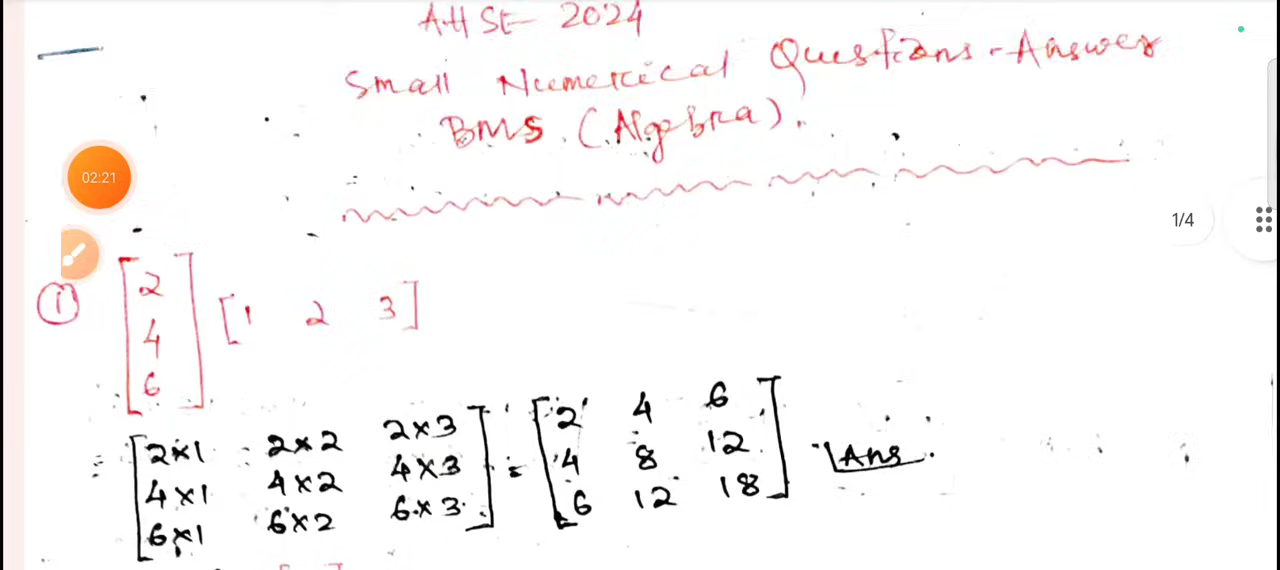 AHSE 2024
Small Numerical Questions-Answer
BMS (Algebra).
02:21
1/4
① [2 4 6] [1 2 3]
= [2×1 2×2 2×3
4×1 4×2 4×3
6×1 6×2 6×3] = [2 4 6
4 8 12
6 12 18] Ans.